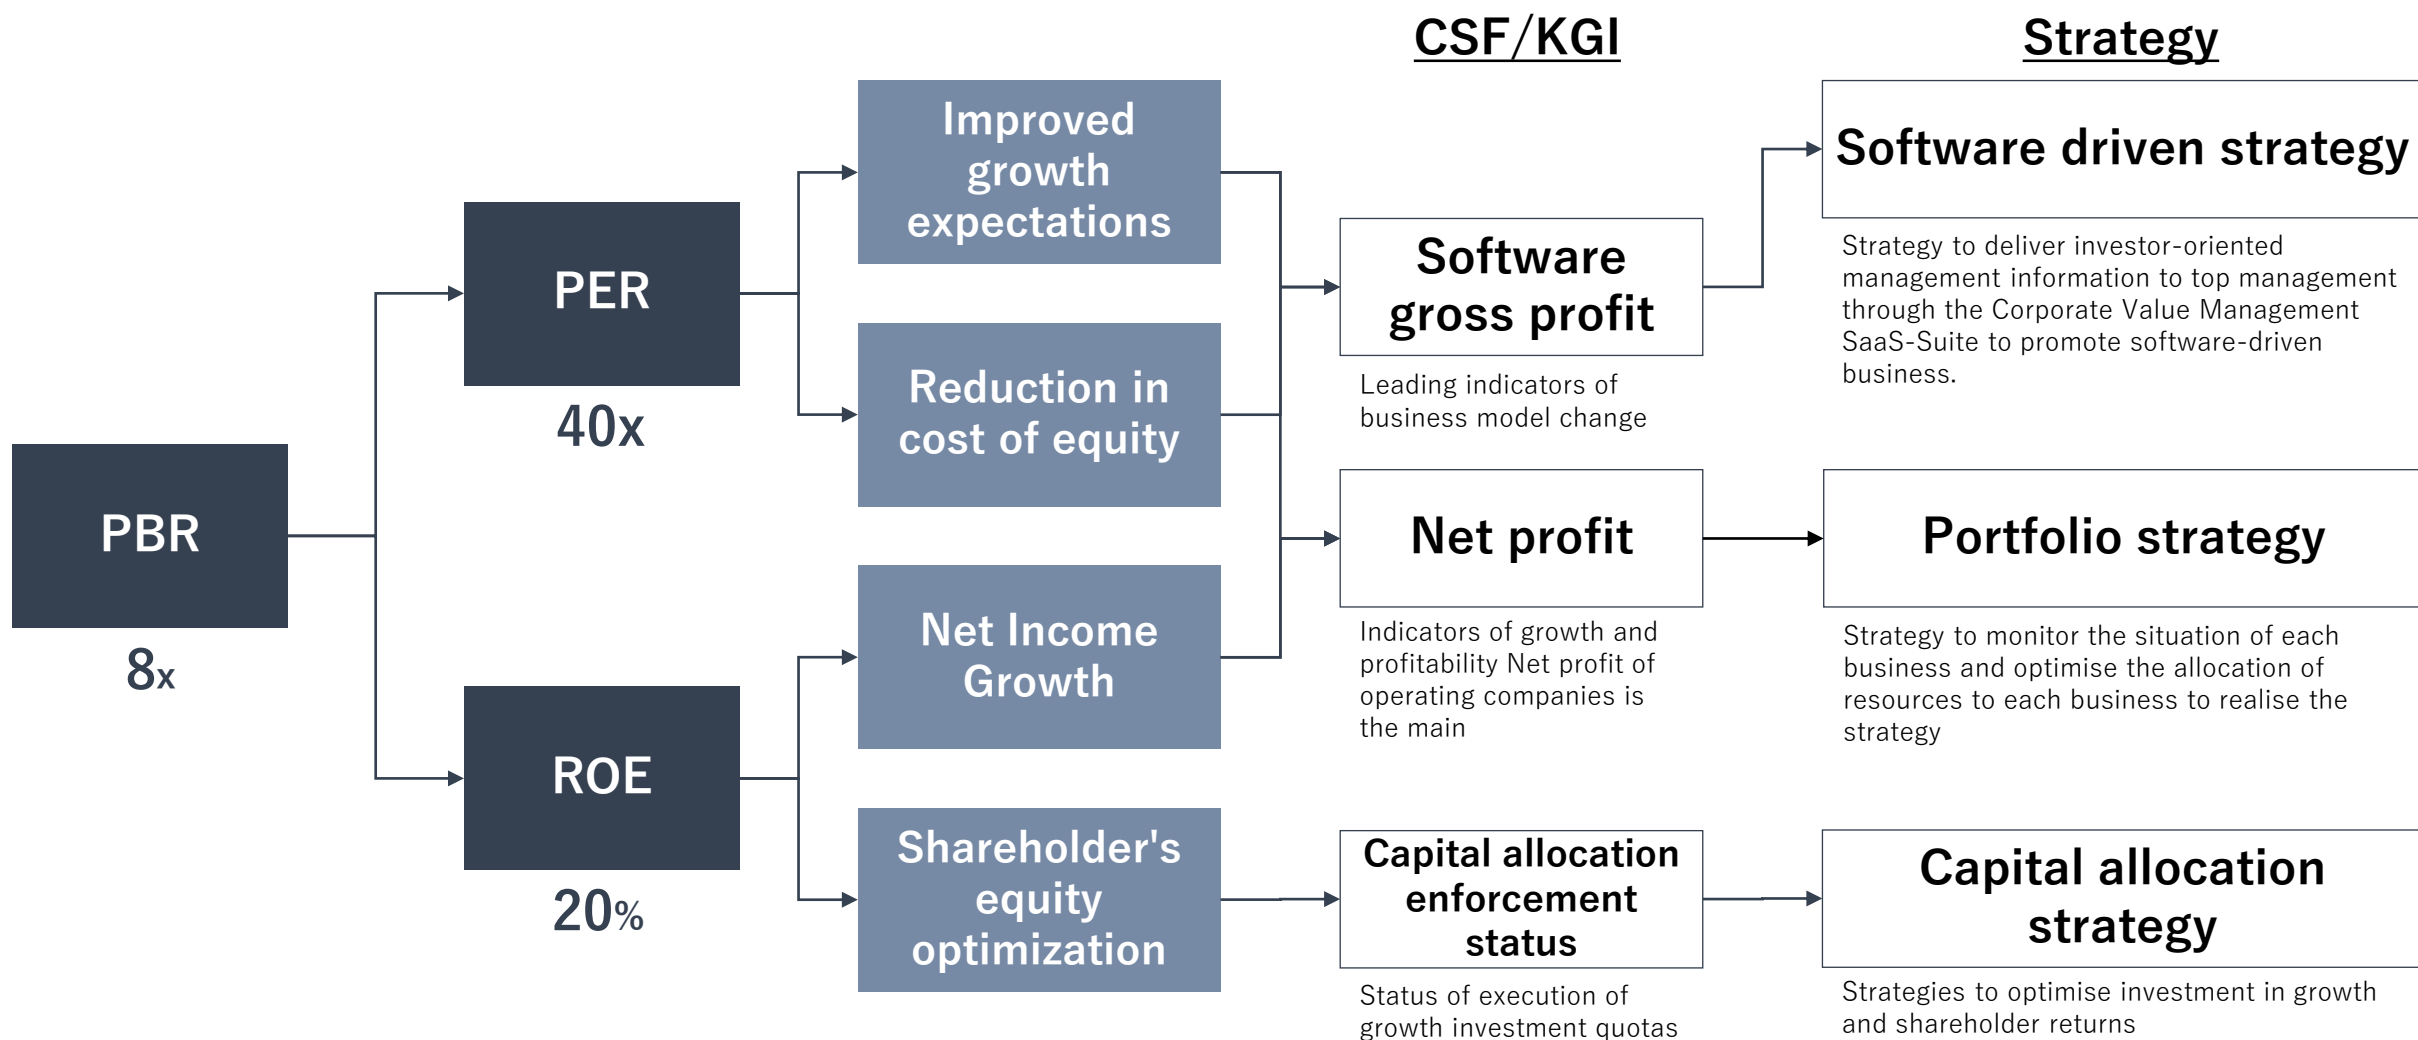 CSF/KGI
Strategy
PBR
8x
PER
40x
ROE
20%
Improved
growth
expectations
Reduction in
cost of equity
Net Income
Growth
Shareholder's
equity
optimization
Software
gross profit
Leading indicators of
business model change
Net profit
Indicators of growth and
profitability Net profit of
operating companies is
the main
Capital allocation
enforcement
status
Status of execution of
growth investment quotas
Software driven strategy
Strategy to deliver investor-oriented
management information to top management
through the Corporate Value Management
SaaS-Suite to promote software-driven
business.
Portfolio strategy
Strategy to monitor the situation of each
business and optimise the allocation of
resources to each business to realise the
strategy
Capital allocation
strategy
Strategies to optimise investment in growth
and shareholder returns